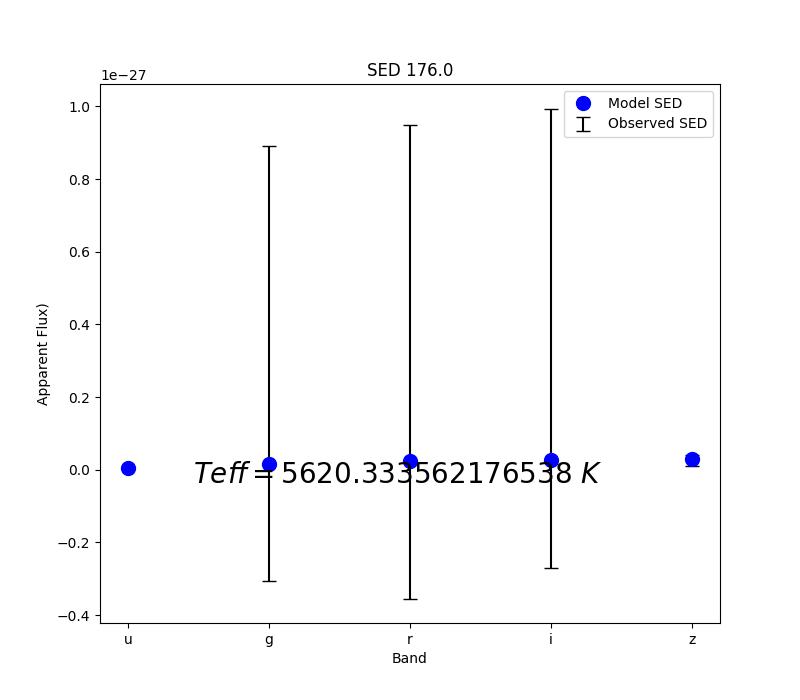 SED 176.0
1e−27
Model SED
Observed SED
1.0
0.8
0.6
0.4
0.2
0.0
−0.2
−0.4
Apparent Flux)
Teff = 5620.333562176538 K
u g r i z
Band